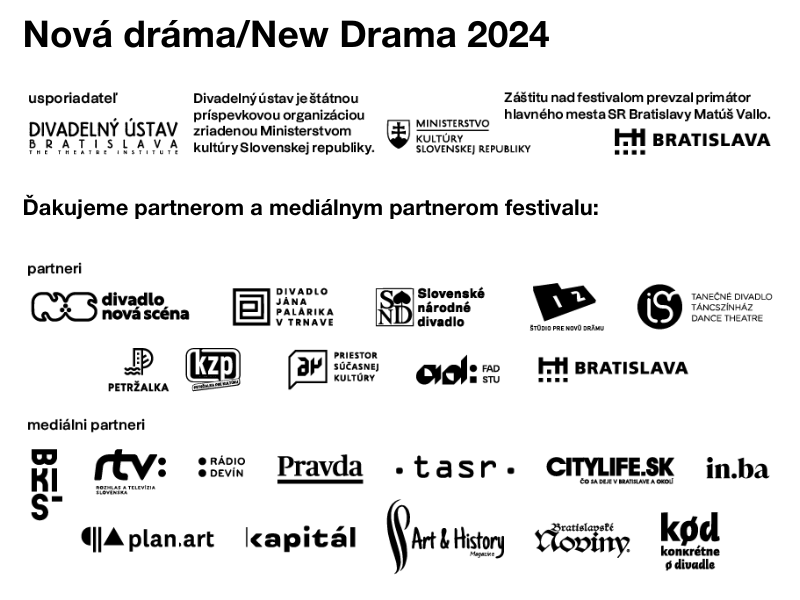 Nová dráma/New Drama 2024
usporiadateľ
DIVADELNÝ ÚSTAV
BRATISLAVA
THE THEATRE INSTITUTE
Divadelný ústav je štátnou
príspevkovou organizáciou
zriadenou Ministerstvom
kultúry Slovenskej republiky.
MINISTERSTVO
KULTÚRY
SLOVENSKEJ REPUBLIKY
Záštitu nad festivalom prevzal primátor
hlavného mesta SR Bratislavy Matúš Vallo.
BRATISLAVA
Ďakujeme partnerom a mediálnym partnerom festivalu:
partneri
divadlo
nová scéna
DIVADLO
JÁNA
PALÁRIKA
V TRNAVE
SND
Slovenské
národné
divadlo
IZ
ŠTÚDIO PRE NOVÚ DRÁMU
TANEČNÉ DIVADLO
TÁNCSZÍNHÁZ
DANCE THEATRE
PETRŽALKA
kzp
PRIESTOR
SÚČASNEJ
KULTÚRY
FAD
STU
BRATISLAVA
mediálni partneri
BKIS
rtv:
ROZHLAS A TELEVÍZIA
SLOVENSKA
RÁDIO
DEVÍN
Pravda
.tasr.
CITYLIFE.SK
ČO SA DEJE V BRATISLAVE A OKOLÍ
in.ba
plan.art
kapitál
Art & History
Magazine
Bratislavské
Noviny.
kød
konkrétne
ø divadle